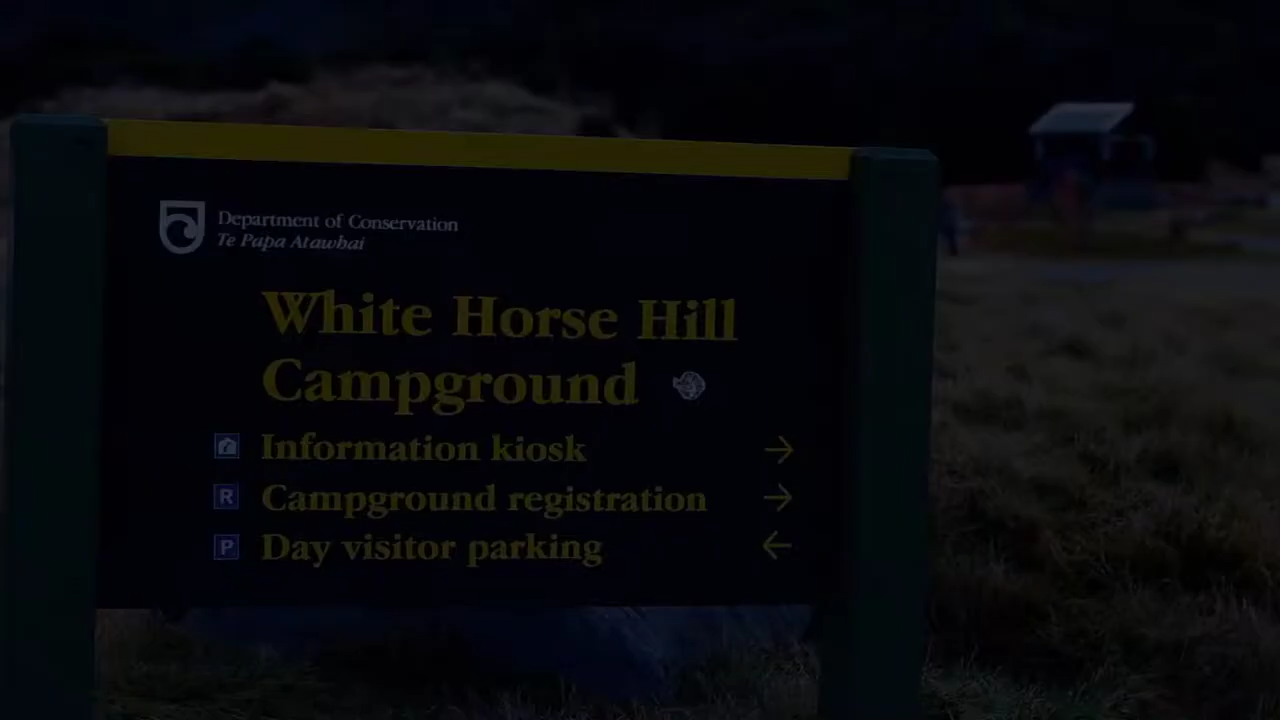 Department of Conservation
Te Papa Atawhai
White Horse Hill
Campground
Information kiosk →
R Campground registration →
P Day visitor parking ←